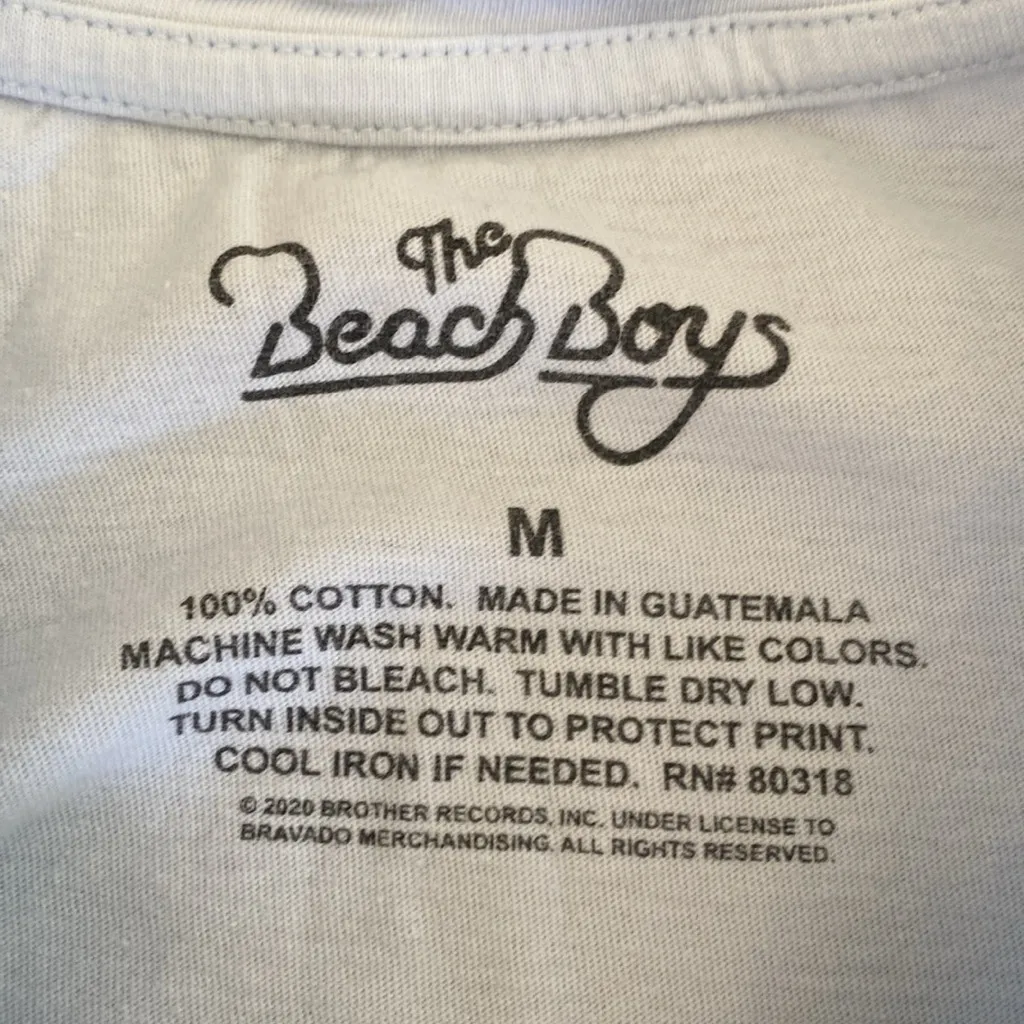 The
Beach Boys
M
100% COTTON. MADE IN GUATEMALA
MACHINE WASH WARM WITH LIKE COLORS.
DO NOT BLEACH. TUMBLE DRY LOW.
TURN INSIDE OUT TO PROTECT PRINT.
COOL IRON IF NEEDED. RN# 80318
© 2020 BROTHER RECORDS, INC. UNDER LICENSE TO
BRAVADO MERCHANDISING. ALL RIGHTS RESERVED.